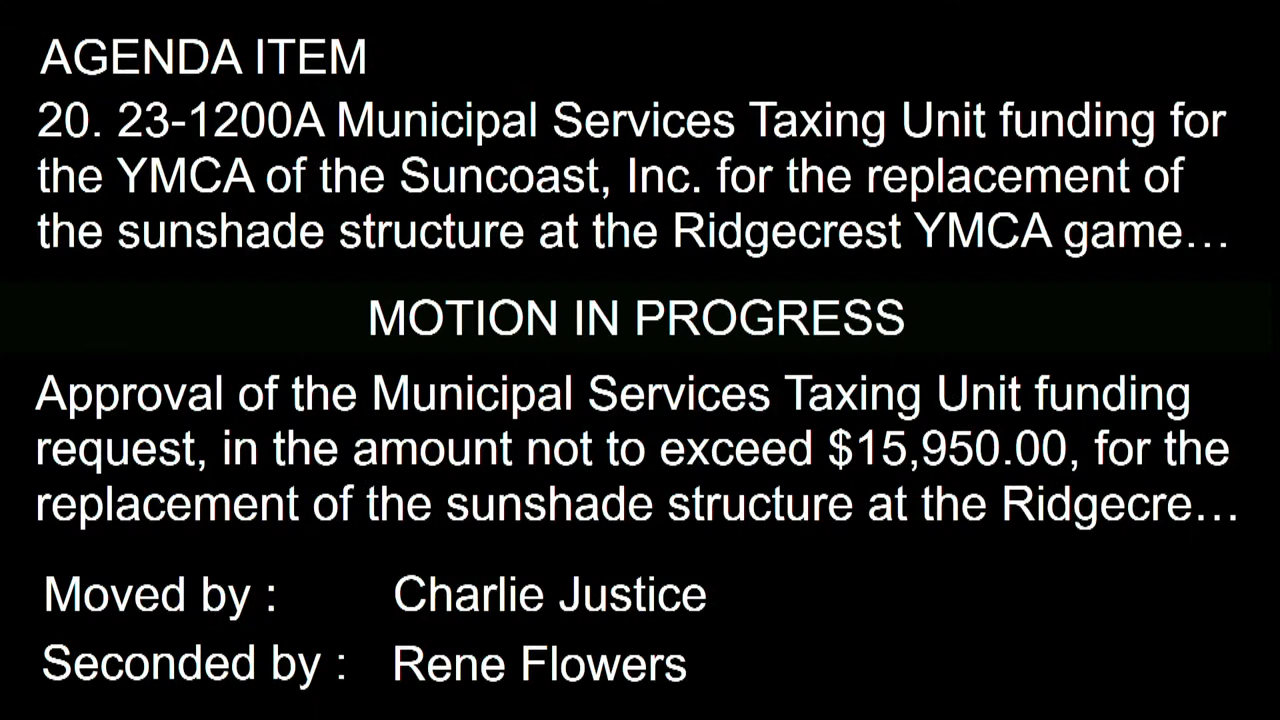 AGENDA ITEM
20. 23-1200A Municipal Services Taxing Unit funding for
the YMCA of the Suncoast, Inc. for the replacement of
the sunshade structure at the Ridgecrest YMCA game…
MOTION IN PROGRESS
Approval of the Municipal Services Taxing Unit funding
request, in the amount not to exceed $15,950.00, for the
replacement of the sunshade structure at the Ridgecre…
Moved by : Charlie Justice
Seconded by : Rene Flowers